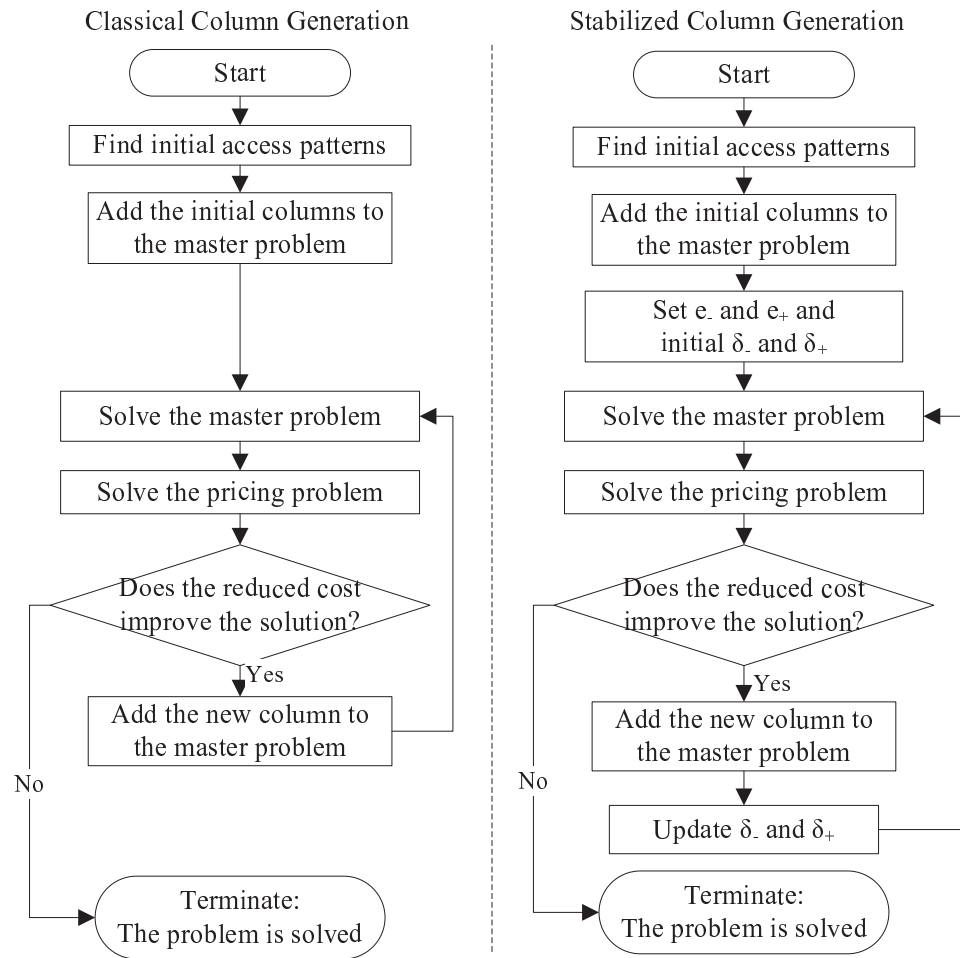 Classical Column Generation
Start
Find initial access patterns
Add the initial columns to
the master problem
Solve the master problem
Solve the pricing problem
Does the reduced cost
improve the solution?
Yes
Add the new column to
the master problem
No
Terminate:
The problem is solved
Stabilized Column Generation
Start
Find initial access patterns
Add the initial columns to
the master problem
Set e₋ and e₊ and
initial δ₋ and δ₊
Solve the master problem
Solve the pricing problem
Does the reduced cost
improve the solution?
Yes
Add the new column to
the master problem
No
Update δ₋ and δ₊
Terminate:
The problem is solved